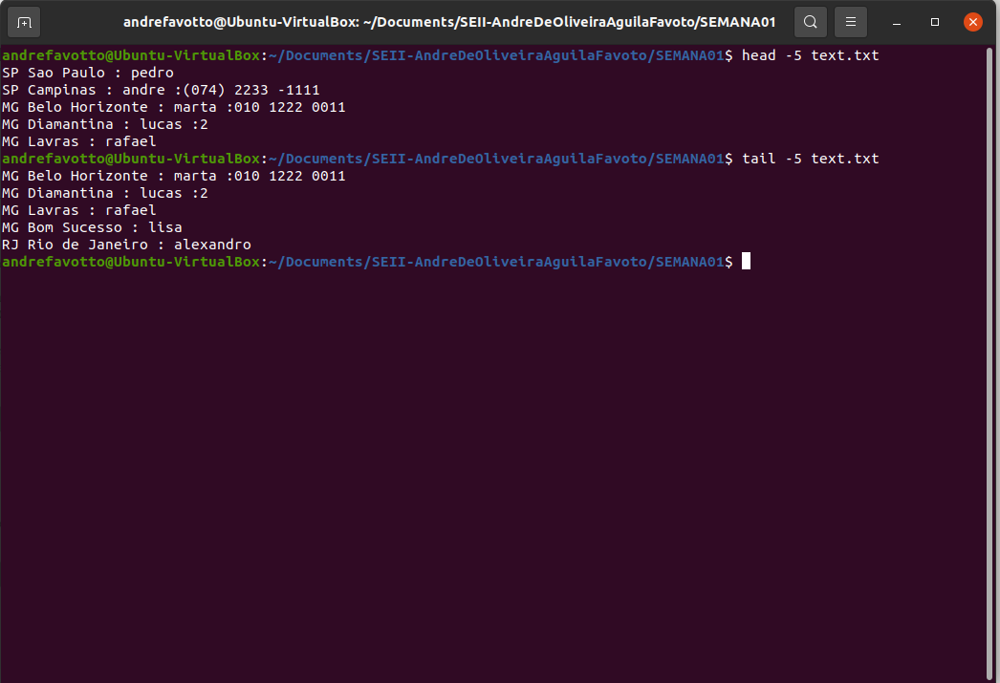 andrefavotto@Ubuntu-VirtualBox: ~/Documents/SEII-AndreDeOliveiraAguilaFavoto/SEMANA01
andrefavotto@Ubuntu-VirtualBox:~/Documents/SEII-AndreDeOliveiraAguilaFavoto/SEMANA01$ head -5 text.txt
SP Sao Paulo : pedro
SP Campinas : andre :(074) 2233 -1111
MG Belo Horizonte : marta :010 1222 0011
MG Diamantina : lucas :2
MG Lavras : rafael
andrefavotto@Ubuntu-VirtualBox:~/Documents/SEII-AndreDeOliveiraAguilaFavoto/SEMANA01$ tail -5 text.txt
MG Belo Horizonte : marta :010 1222 0011
MG Diamantina : lucas :2
MG Lavras : rafael
MG Bom Sucesso : lisa
RJ Rio de Janeiro : alexandro
andrefavotto@Ubuntu-VirtualBox:~/Documents/SEII-AndreDeOliveiraAguilaFavoto/SEMANA01$